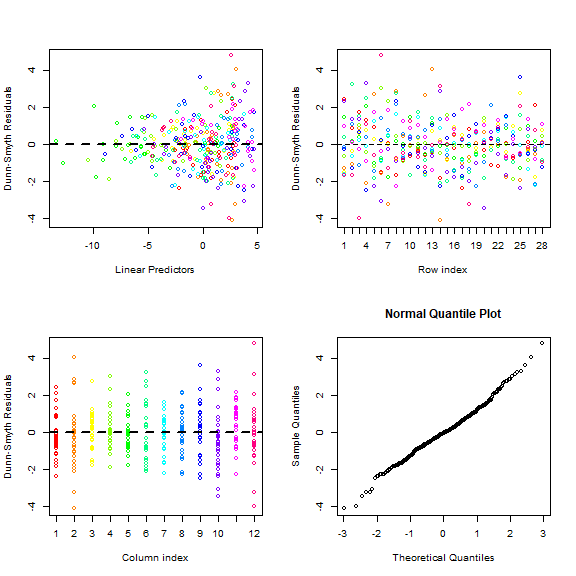 Dunn-Smyth Residuals
4
2
0
-2
-4
-10 -5 0 5
Linear Predictors
Dunn-Smyth Residuals
4
2
0
-2
-4
1 4 7 10 13 16 19 22 25 28
Row index
Dunn-Smyth Residuals
4
2
0
-2
-4
1 2 3 4 5 6 7 8 9 10 12
Column index
Normal Quantile Plot
Sample Quantiles
4
2
0
-2
-4
-3 -2 -1 0 1 2 3
Theoretical Quantiles